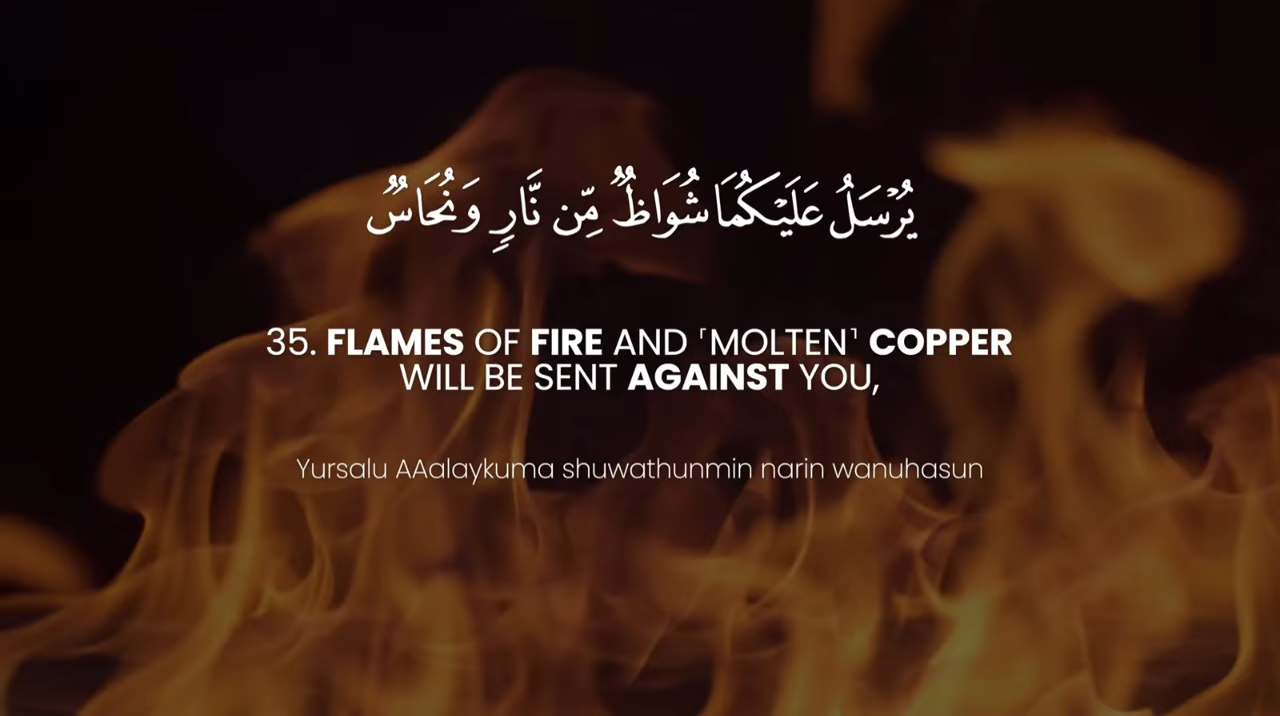 يُرْسَلُ عَلَيْكُمَا شُوَاظٌ مِّن نَّارٍ وَنُحَاسٌ
35. FLAMES OF FIRE AND ⸢MOLTEN⸣ COPPER
WILL BE SENT AGAINST YOU,
Yursalu AAalaykuma shuwathunmin narin wanuhasun